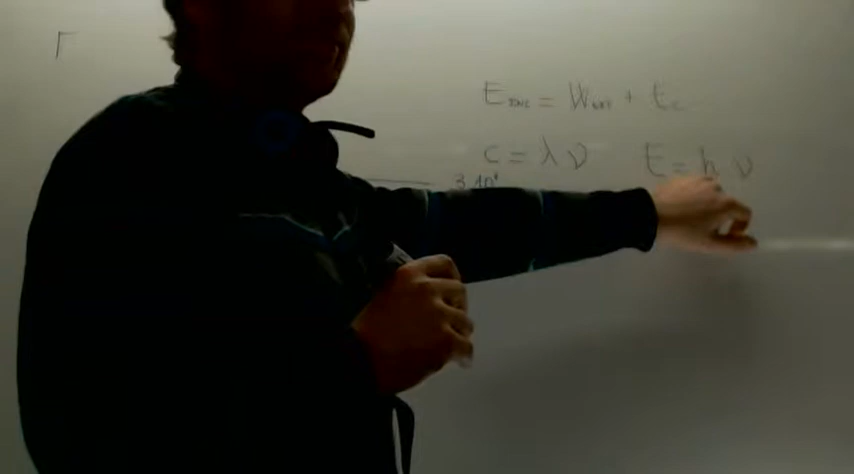 E = W + E
c = λ ν E = h ν
3·10⁸